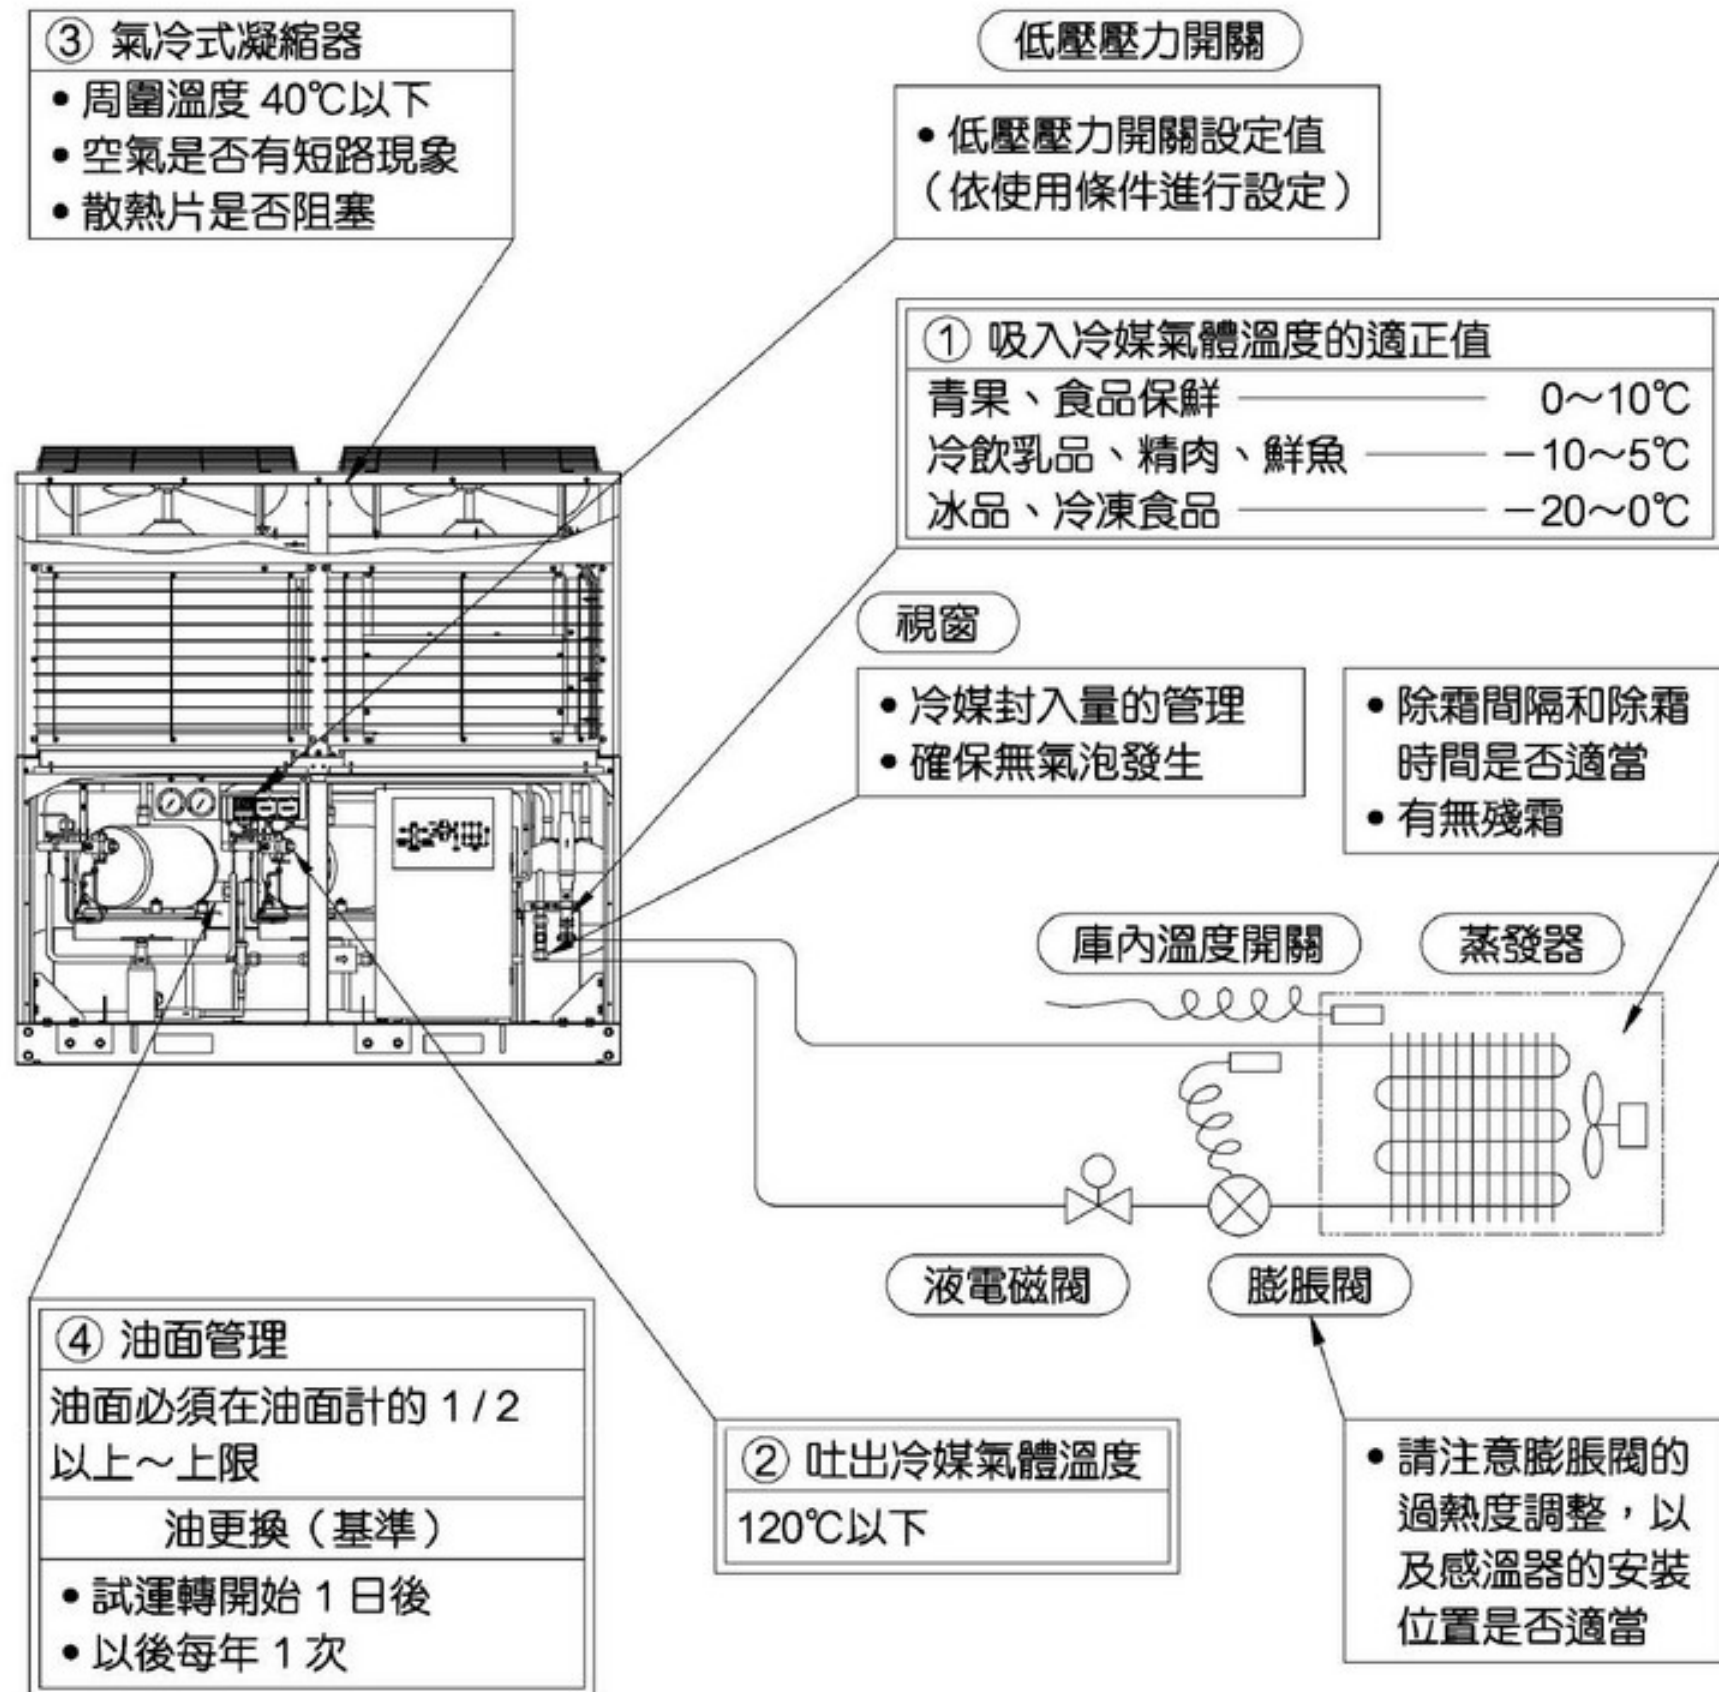 ③ 氣冷式凝縮器
• 周圍溫度 40℃以下
• 空氣是否有短路現象
• 散熱片是否阻塞
低壓壓力開關
• 低壓壓力開關設定值
（依使用條件進行設定）
① 吸入冷媒氣體溫度的適正值
青果、食品保鮮 ———— 0～10℃
冷飲乳品、精肉、鮮魚 —— －10～5℃
冰品、冷凍食品 ———— －20～0℃
視窗
• 冷媒封入量的管理
• 確保無氣泡發生
• 除霜間隔和除霜
時間是否適當
• 有無殘霜
庫內溫度開關
蒸發器
液電磁閥
膨脹閥
④ 油面管理
油面必須在油面計的 1 / 2
以上～上限
油更換（基準）
• 試運轉開始 1 日後
• 以後每年 1 次
② 吐出冷媒氣體溫度
120℃以下
• 請注意膨脹閥的
過熱度調整，以
及感溫器的安裝
位置是否適當